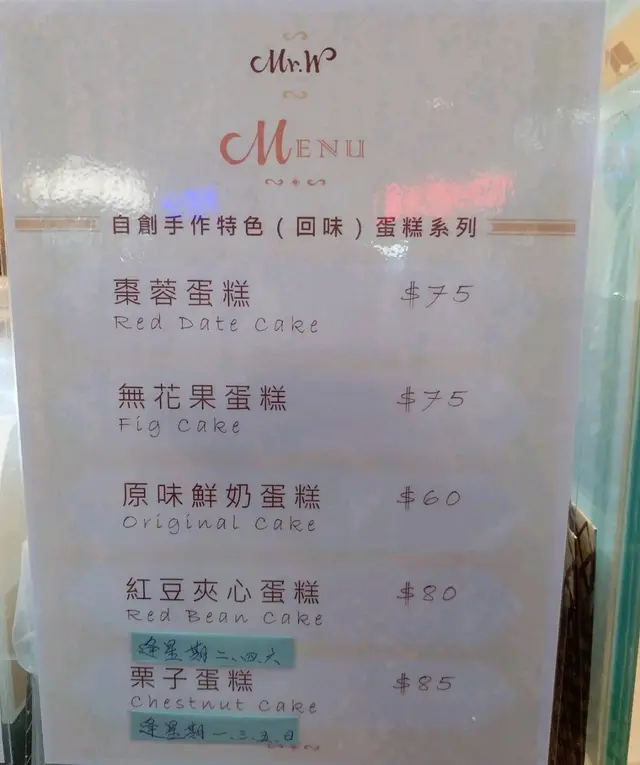 Mr.W
MENU
自創手作特色(回味)蛋糕系列
棗蓉蛋糕 $75
Red Date Cake
無花果蛋糕 $75
Fig Cake
原味鮮奶蛋糕 $60
Original Cake
紅豆夾心蛋糕 $80
Red Bean Cake
逢星期二、四、六
栗子蛋糕 $85
Chestnut Cake
逢星期一、三、五、日